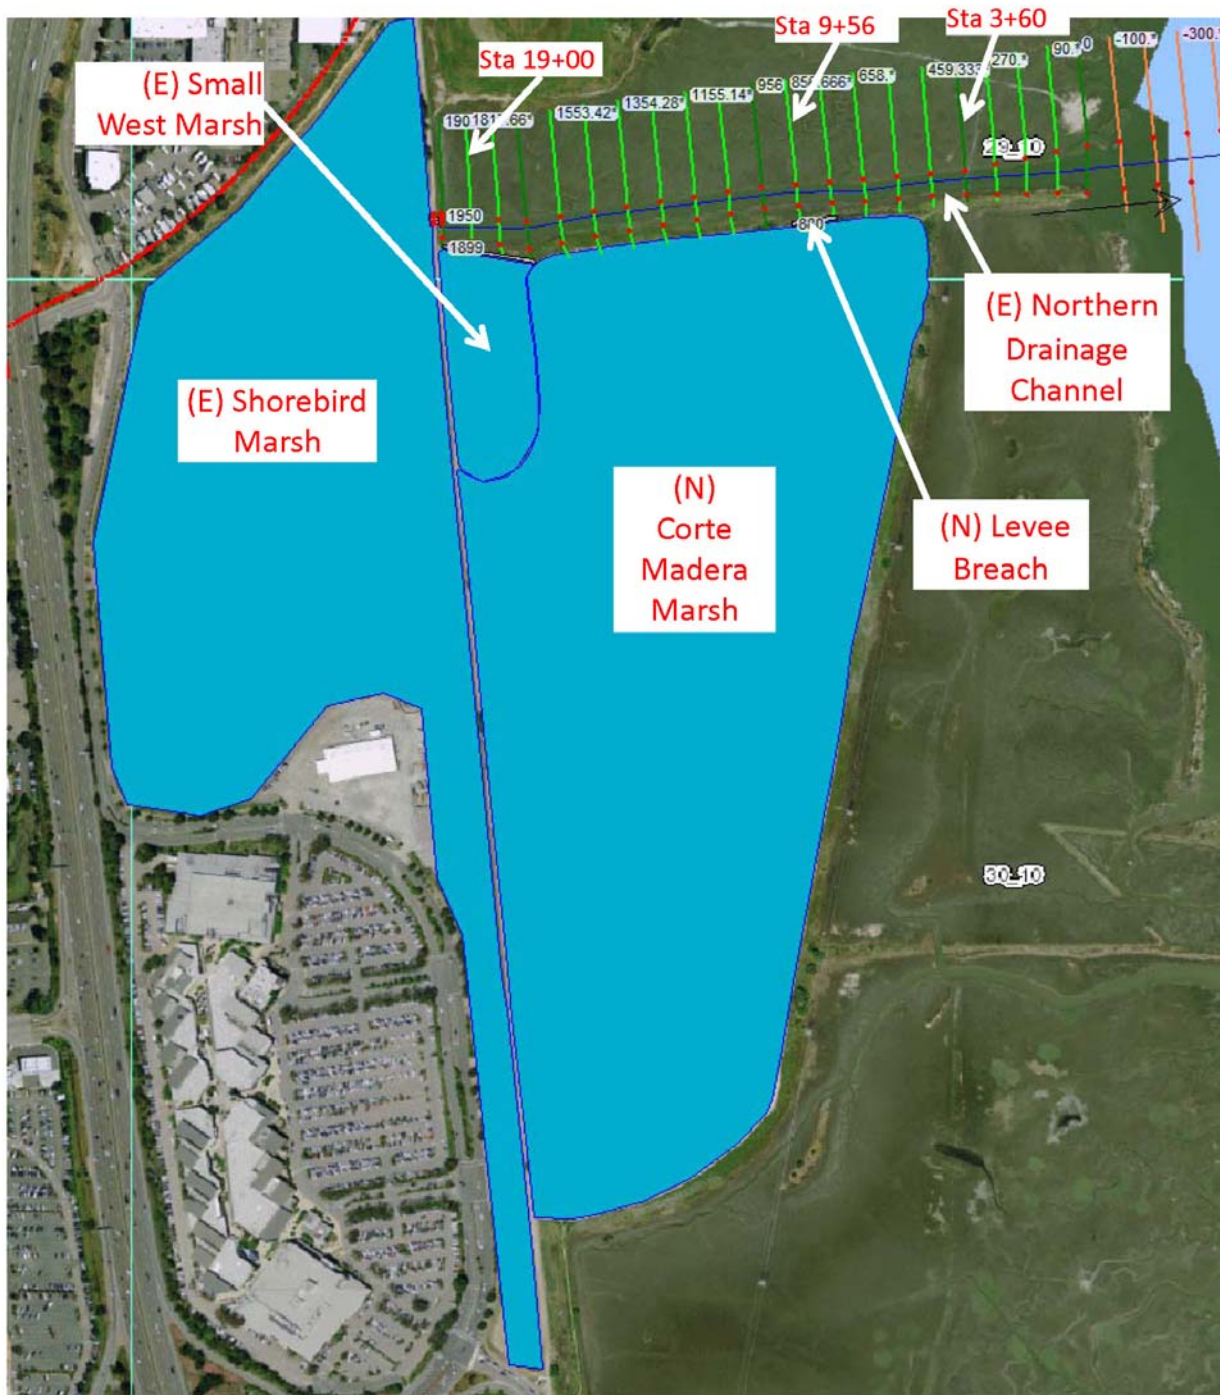 Sta 19+00
Sta 9+56
Sta 3+60
(E) Small
West Marsh
1553.42*
1354.28*
1155.14*
956
658.*
459.333
270.*
90.*
0
-100.*
-300.*
29_10
1950
1899
800
(E) Northern
Drainage
Channel
(E) Shorebird
Marsh
(N)
Corte
Madera
Marsh
(N) Levee
Breach
30_10